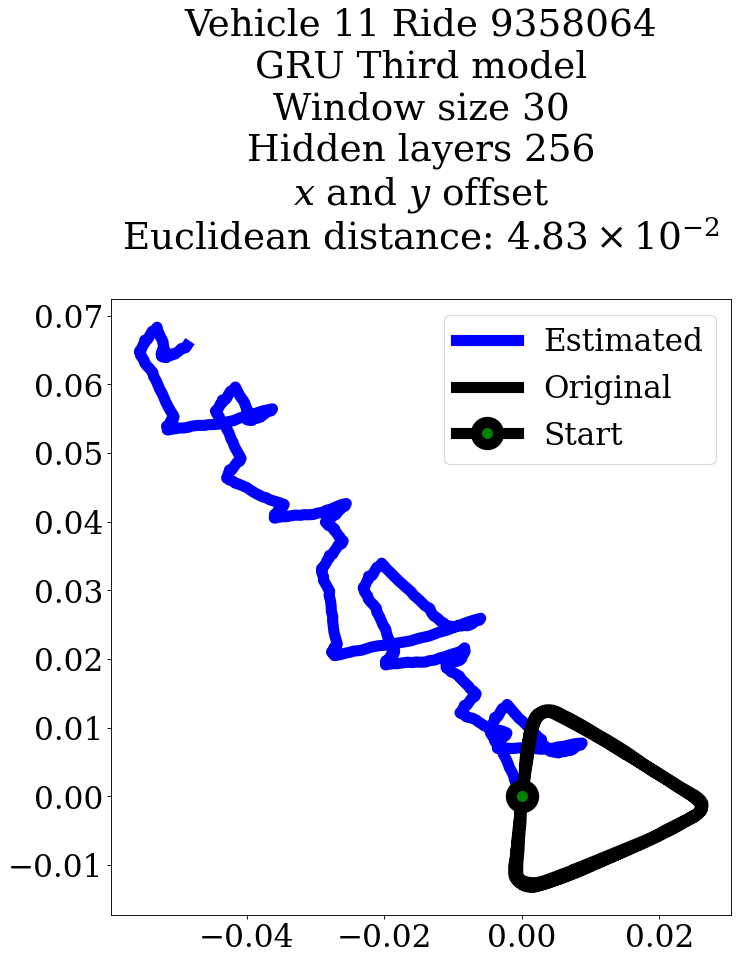 Vehicle 11 Ride 9358064
GRU Third model
Window size 30
Hidden layers 256
x and y offset
Euclidean distance: 4.83 × 10⁻²
0.07
0.06
0.05
0.04
0.03
0.02
0.01
0.00
−0.01
Estimated
Original
Start
−0.04 −0.02 0.00 0.02